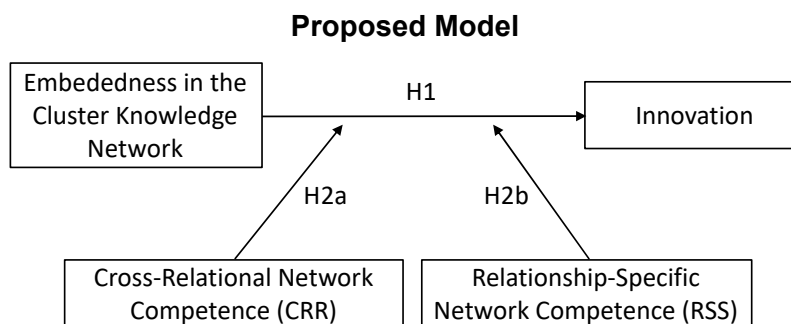 Proposed Model
Embededness in the
Cluster Knowledge
Network
H1
Innovation
H2a
H2b
Cross-Relational Network
Competence (CRR)
Relationship-Specific
Network Competence (RSS)